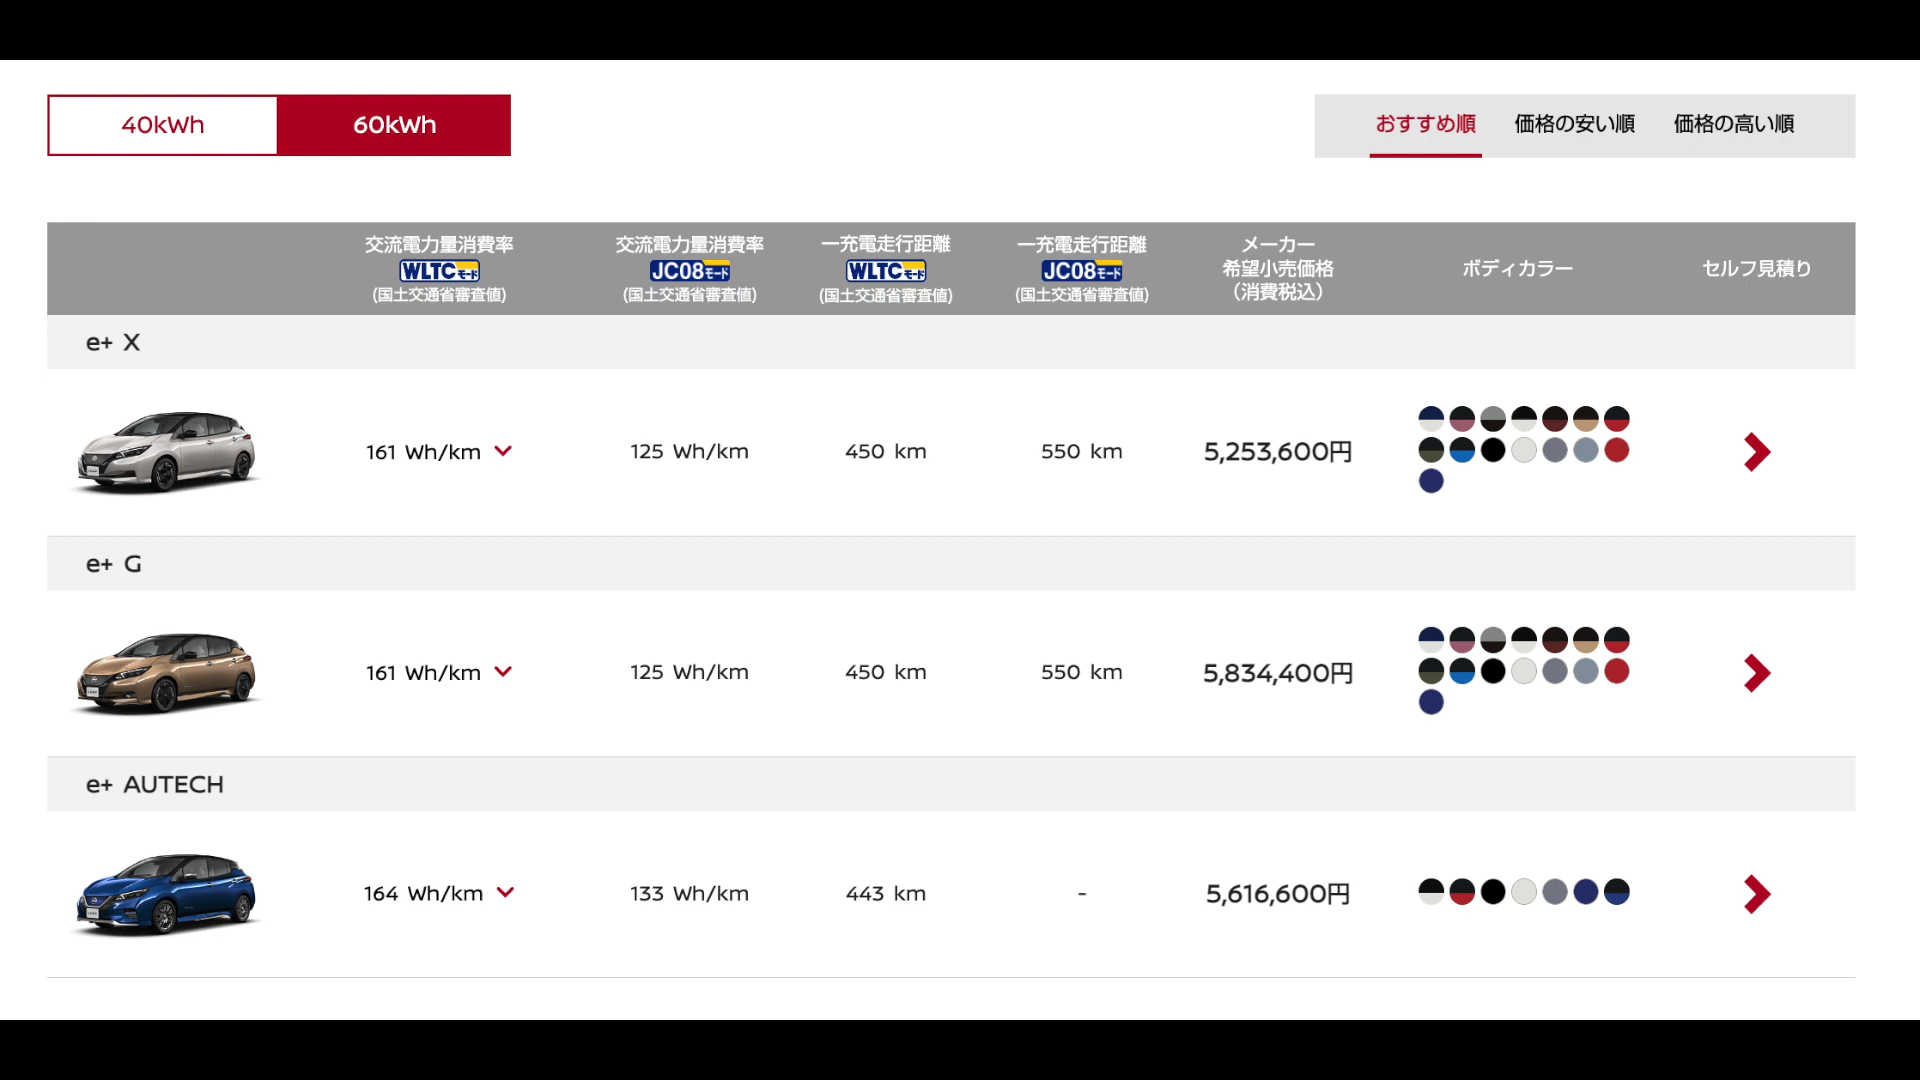 40kWh 60kWh
おすすめ順 価格の安い順 価格の高い順
交流電力量消費率
WLTCモード
(国土交通省審査値)
交流電力量消費率
JC08モード
(国土交通省審査値)
一充電走行距離
WLTCモード
(国土交通省審査値)
一充電走行距離
JC08モード
(国土交通省審査値)
メーカー
希望小売価格
(消費税込)
ボディカラー
セルフ見積り
e+ X
161 Wh/km 125 Wh/km 450 km 550 km 5,253,600円
e+ G
161 Wh/km 125 Wh/km 450 km 550 km 5,834,400円
e+ AUTECH
164 Wh/km 133 Wh/km 443 km - 5,616,600円